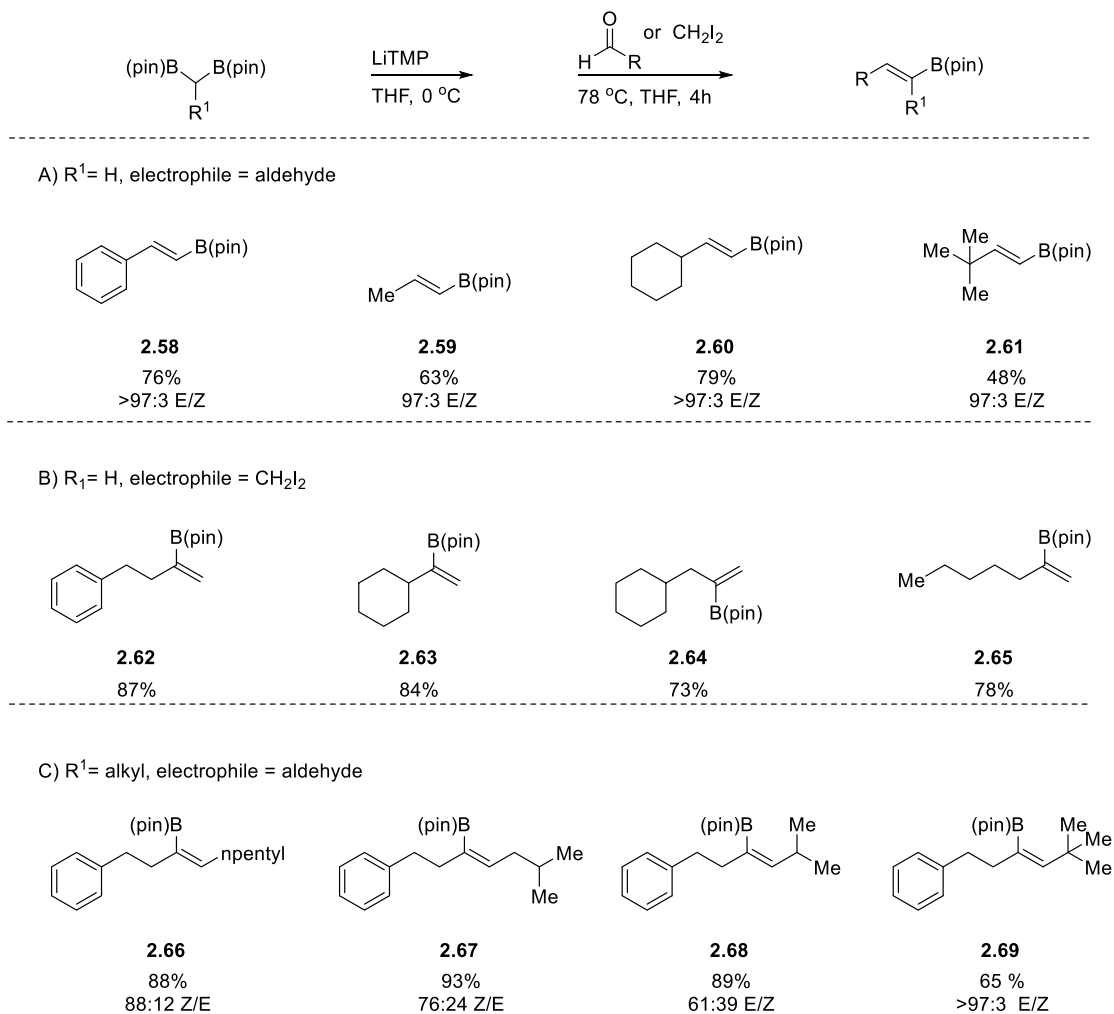 O
H R or CH2I2
(pin)B B(pin)
R1
LiTMP
THF, 0 oC
78 oC, THF, 4h
R B(pin)
R1
A) R1= H, electrophile = aldehyde
B(pin)
Me B(pin)
B(pin)
Me Me Me B(pin)
2.58 2.59 2.60 2.61
76% 63% 79% 48%
>97:3 E/Z 97:3 E/Z >97:3 E/Z 97:3 E/Z
B) R1= H, electrophile = CH2I2
B(pin)
B(pin)
B(pin)
Me B(pin)
2.62 2.63 2.64 2.65
87% 84% 73% 78%
C) R1= alkyl, electrophile = aldehyde
(pin)B npentyl
(pin)B Me Me
(pin)B Me Me
(pin)B Me Me Me
2.66 2.67 2.68 2.69
88% 93% 89% 65 %
88:12 Z/E 76:24 Z/E 61:39 E/Z >97:3 E/Z